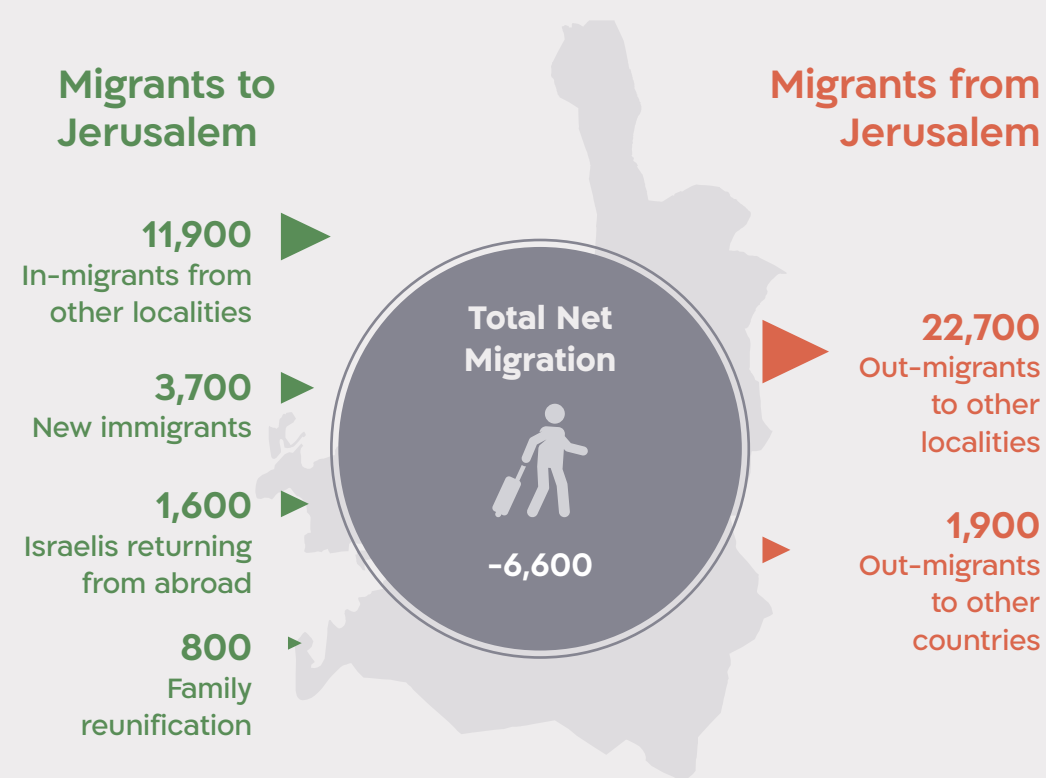 Migrants to
Jerusalem
11,900
In-migrants from
other localities
3,700
New immigrants
1,600
Israelis returning
from abroad
800
Family
reunification
Total Net
Migration
-6,600
Migrants from
Jerusalem
22,700
Out-migrants
to other
localities
1,900
Out-migrants
to other
countries